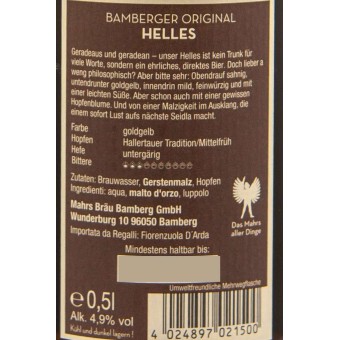 BAMBERGER ORIGINAL
HELLES
Geradeaus und geradean – unser Helles ist kein Trunk für
viele Worte, sondern ein ehrliches, direktes Bier. Doch lieber a
weng philosophisch? Aber bitte sehr: Obendrauf sahnig,
untendrunter goldgelb, innendrin mild, feinwürzig und mit
einer leichten Süße. Aber schon auch mit einer gewissen
Hopfenblume. Und von einer Malzigkeit im Ausklang, die
einem sofort Lust aufs nächste Seidla macht.
Farbe goldgelb
Hopfen Hallertauer Tradition/Mittelfrüh
Hefe untergärig
Bittere
Zutaten: Brauwasser, Gerstenmalz, Hopfen
Ingredienti: aqua, malto d'orzo, luppolo
Mahrs Bräu Bamberg GmbH
Wunderburg 10 96050 Bamberg
Importata da Regalli: Fiorenzuola D'Arda
Das Mahrs
aller Dinge
Mindestens haltbar bis:
Umweltfreundliche Mehrwegflasche
e 0,5l
Alk. 4,9% vol
Kühl und dunkel lagern!
4 024897 021500